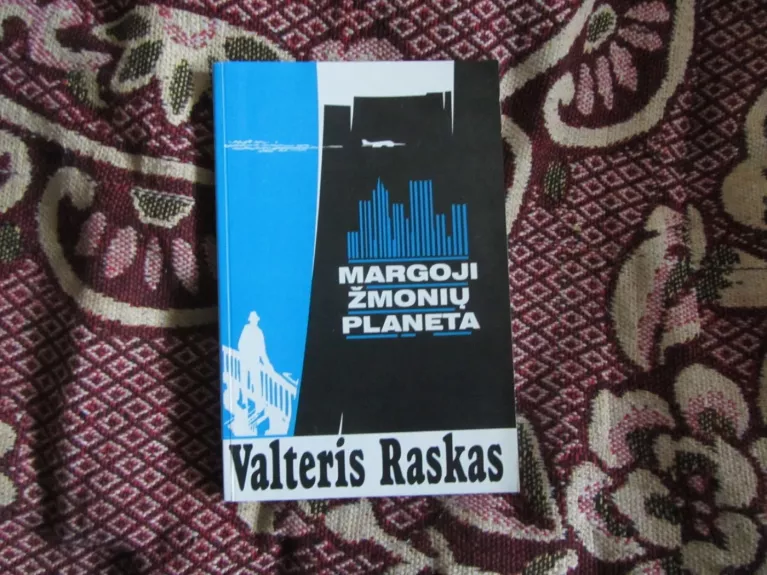 MARGOJI
ŽMONIŲ
PLANETA
Valteris Raskas